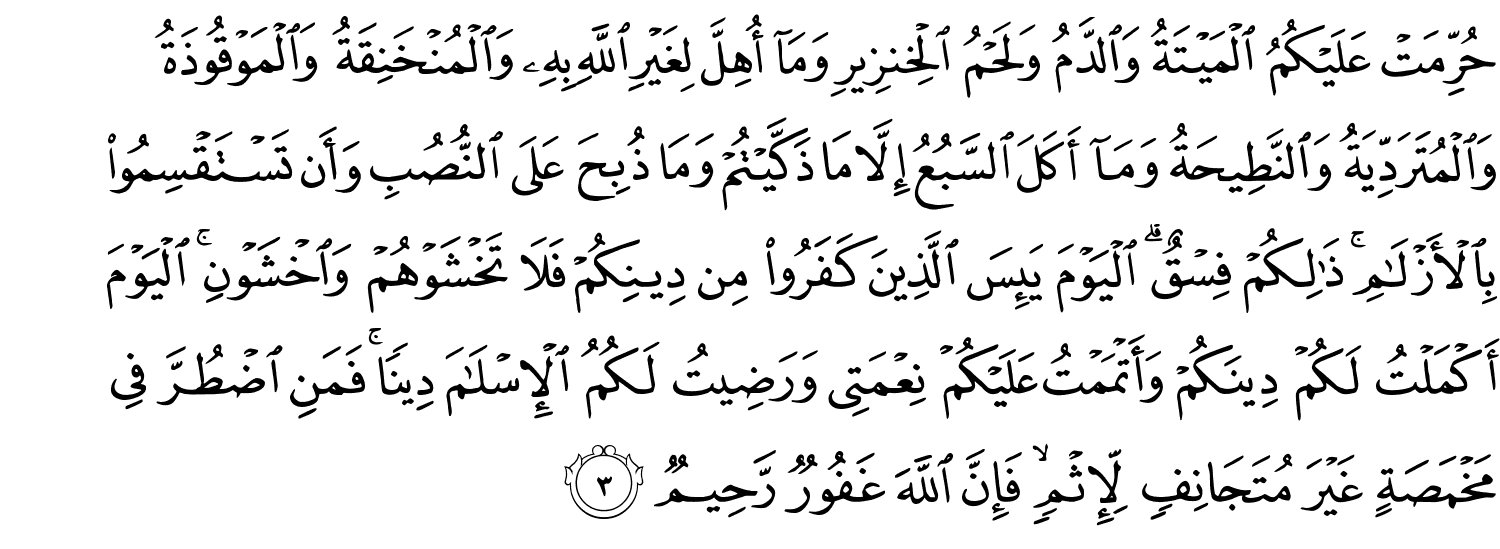 حُرِّمَتْ عَلَيْكُمُ ٱلْمَيْتَةُ وَٱلدَّمُ وَلَحْمُ ٱلْخِنزِيرِ وَمَآ أُهِلَّ لِغَيْرِ ٱللَّهِ بِهِۦ وَٱلْمُنْخَنِقَةُ وَٱلْمَوْقُوذَةُ
وَٱلْمُتَرَدِّيَةُ وَٱلنَّطِيحَةُ وَمَآ أَكَلَ ٱلسَّبُعُ إِلَّا مَا ذَكَّيْتُمْ وَمَا ذُبِحَ عَلَى ٱلنُّصُبِ وَأَن تَسْتَقْسِمُوا۟
بِٱلْأَزْلَـٰمِ ۚ ذَٰلِكُمْ فِسْقٌ ۗ ٱلْيَوْمَ يَئِسَ ٱلَّذِينَ كَفَرُوا۟ مِن دِينِكُمْ فَلَا تَخْشَوْهُمْ وَٱخْشَوْنِ ۚ ٱلْيَوْمَ
أَكْمَلْتُ لَكُمْ دِينَكُمْ وَأَتْمَمْتُ عَلَيْكُمْ نِعْمَتِى وَرَضِيتُ لَكُمُ ٱلْإِسْلَـٰمَ دِينًا ۚ فَمَنِ ٱضْطُرَّ فِى
مَخْمَصَةٍ غَيْرَ مُتَجَانِفٍ لِّإِثْمٍ ۙ فَإِنَّ ٱللَّهَ غَفُورٌ رَّحِيمٌ ٣